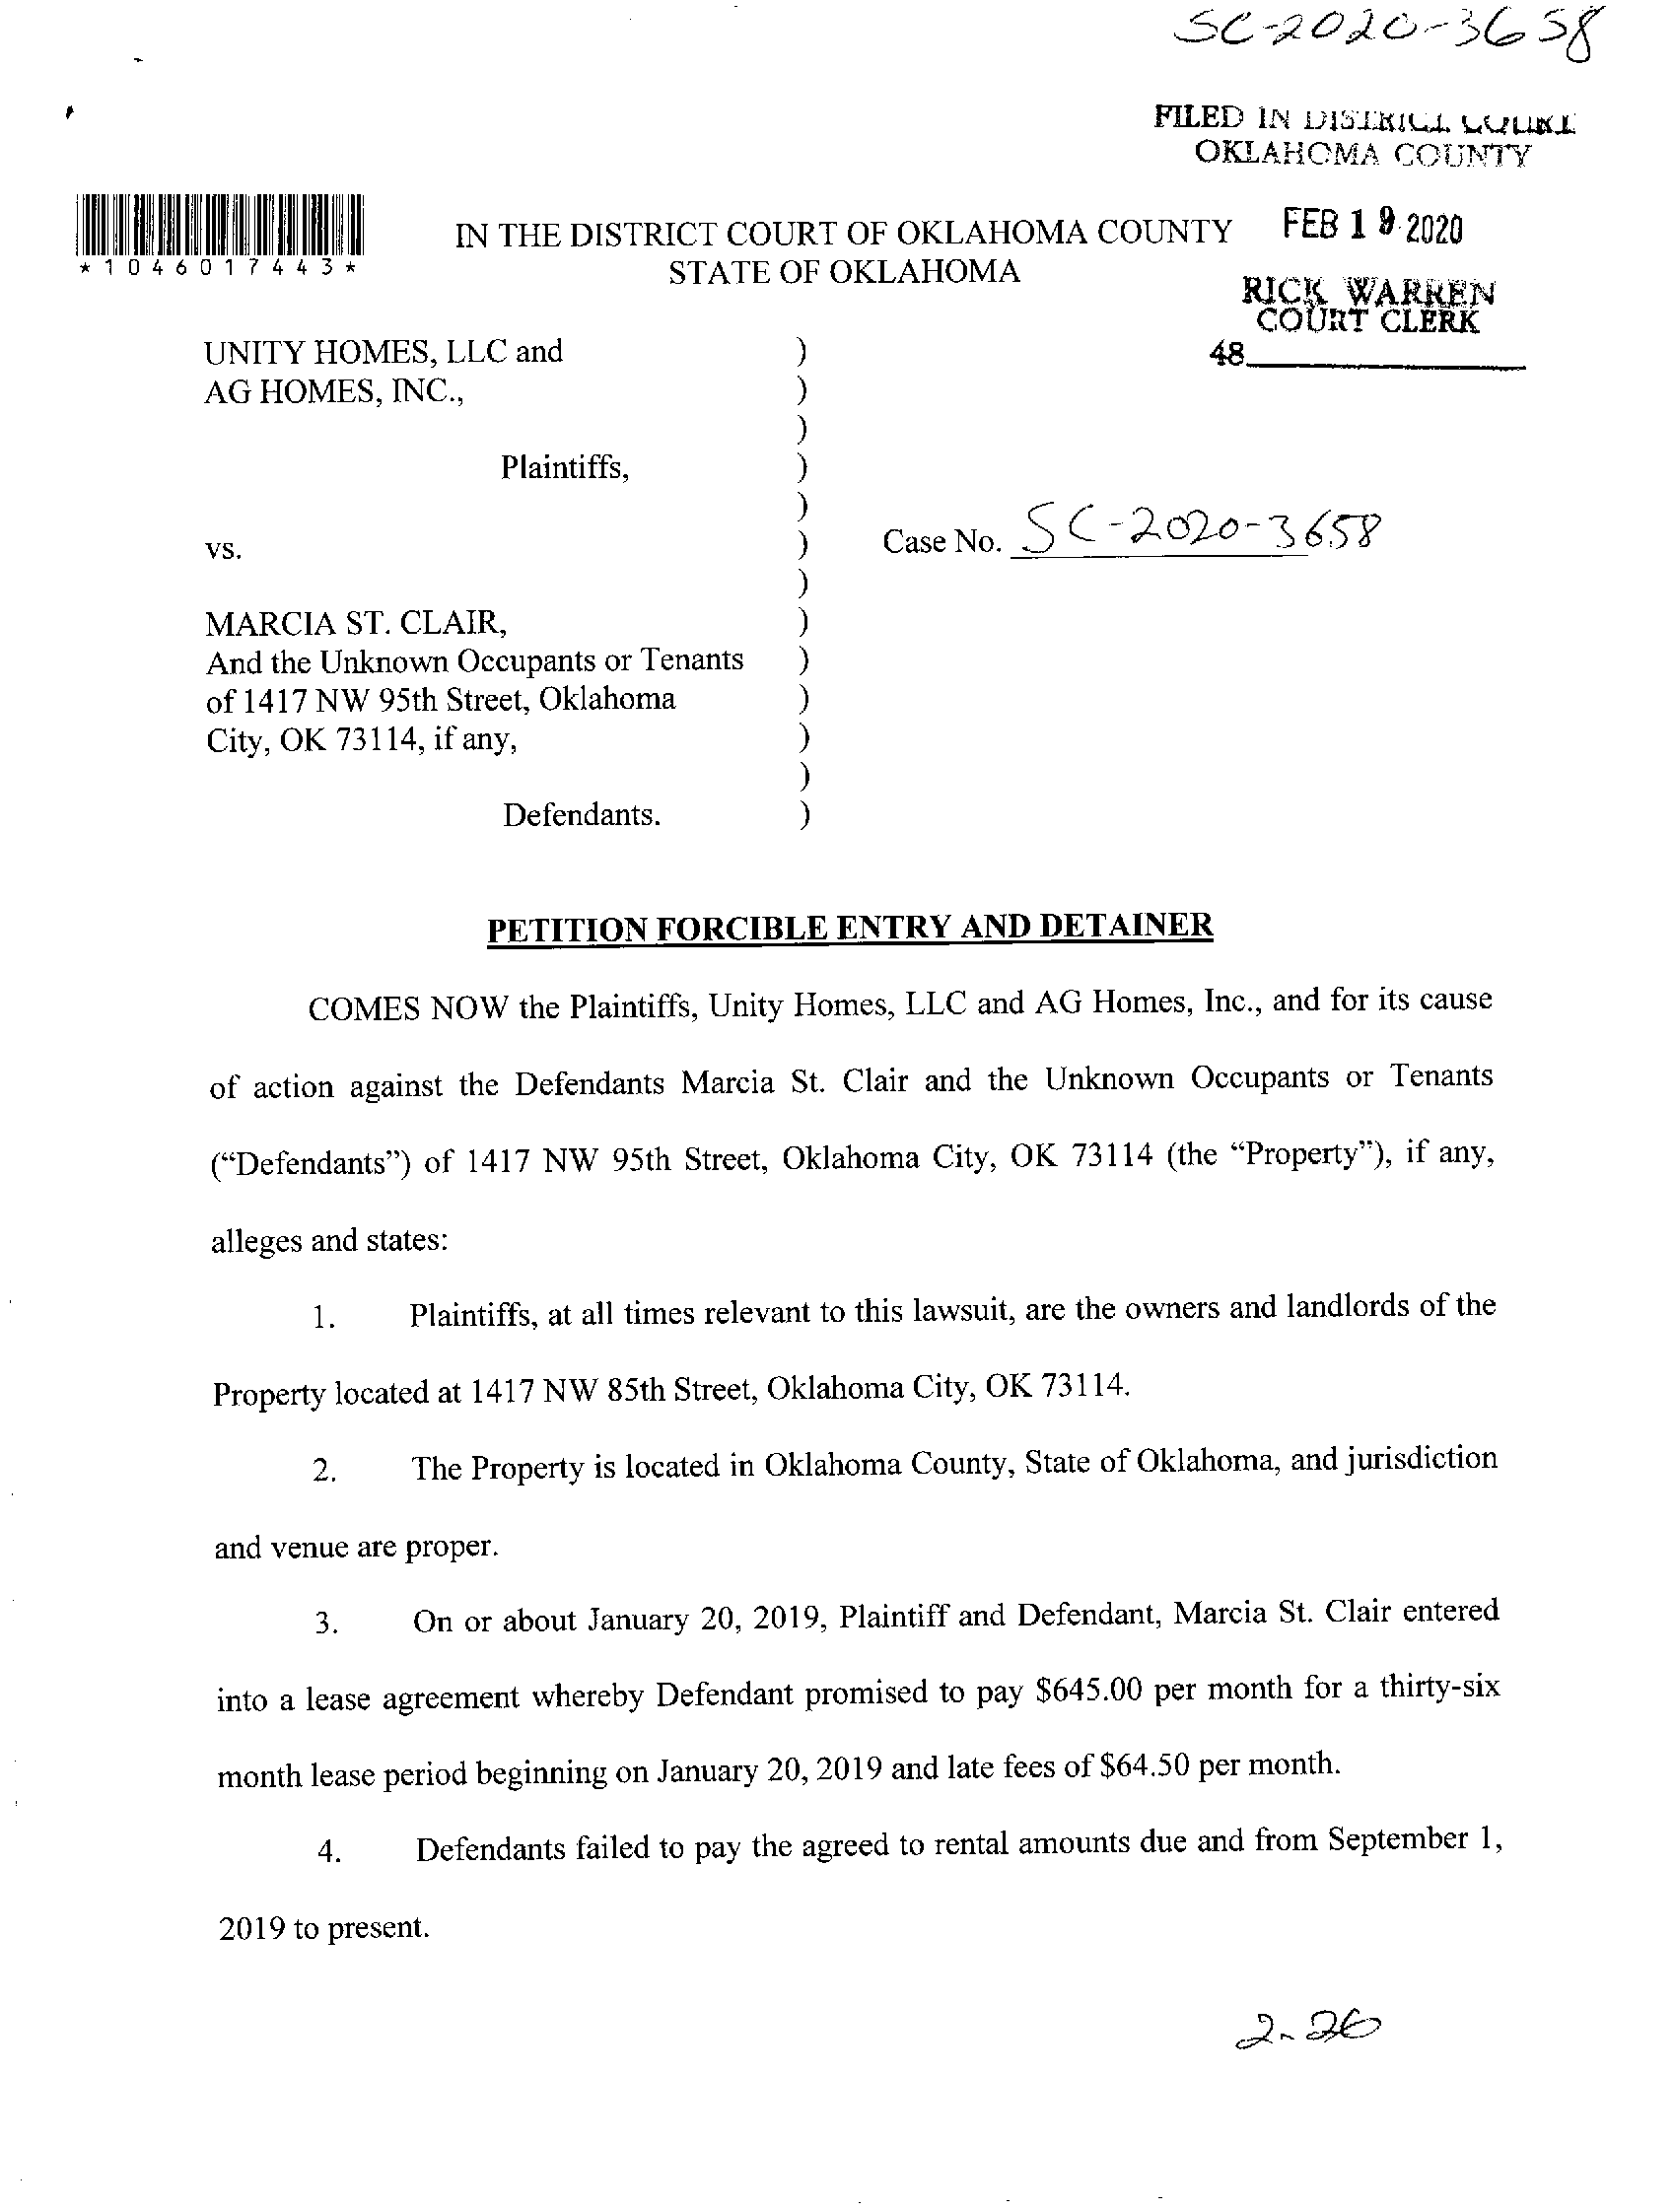 SC-2020-3658
FILED IN DISTRICT COURT
OKLAHOMA COUNTY
FEB 19 2020
RICK WARREN
COURT CLERK
48
*1046017443*
IN THE DISTRICT COURT OF OKLAHOMA COUNTY
STATE OF OKLAHOMA
UNITY HOMES, LLC and )
AG HOMES, INC., )
)
Plaintiffs, )
)
vs. ) Case No. SC-2020-3658
)
MARCIA ST. CLAIR, )
And the Unknown Occupants or Tenants )
of 1417 NW 95th Street, Oklahoma )
City, OK 73114, if any, )
)
Defendants. )
PETITION FORCIBLE ENTRY AND DETAINER
COMES NOW the Plaintiffs, Unity Homes, LLC and AG Homes, Inc., and for its cause
of action against the Defendants Marcia St. Clair and the Unknown Occupants or Tenants
(“Defendants”) of 1417 NW 95th Street, Oklahoma City, OK 73114 (the “Property”), if any,
alleges and states:
1. Plaintiffs, at all times relevant to this lawsuit, are the owners and landlords of the
Property located at 1417 NW 85th Street, Oklahoma City, OK 73114.
2. The Property is located in Oklahoma County, State of Oklahoma, and jurisdiction
and venue are proper.
3. On or about January 20, 2019, Plaintiff and Defendant, Marcia St. Clair entered
into a lease agreement whereby Defendant promised to pay $645.00 per month for a thirty-six
month lease period beginning on January 20, 2019 and late fees of $64.50 per month.
4. Defendants failed to pay the agreed to rental amounts due and from September 1,
2019 to present.
2-26